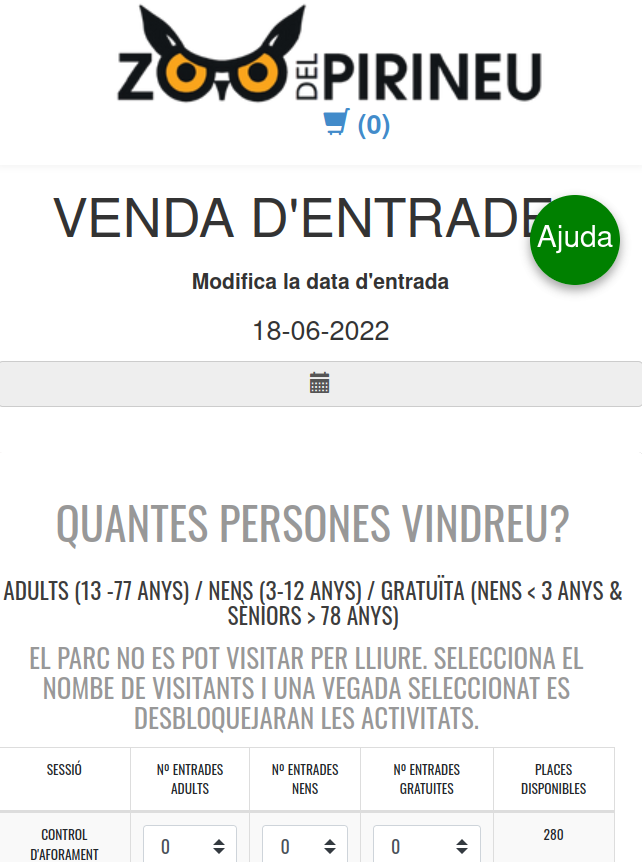 ZOO DEL PIRINEU
(0)
VENDA D'ENTRADE
Ajuda
Modifica la data d'entrada
18-06-2022
QUANTES PERSONES VINDREU?
ADULTS (13 -77 ANYS) / NENS (3-12 ANYS) / GRATUÏTA (NENS < 3 ANYS &
SÈNIORS > 78 ANYS)
EL PARC NO ES POT VISITAR PER LLIURE. SELECCIONA EL
NOMBE DE VISITANTS I UNA VEGADA SELECCIONAT ES
DESBLOQUEJARAN LES ACTIVITATS.
SESSIÓ
Nº ENTRADES
ADULTS
Nº ENTRADES
NENS
Nº ENTRADES
GRATUITES
PLACES
DISPONIBLES
CONTROL
D'AFORAMENT
0
0
0
280